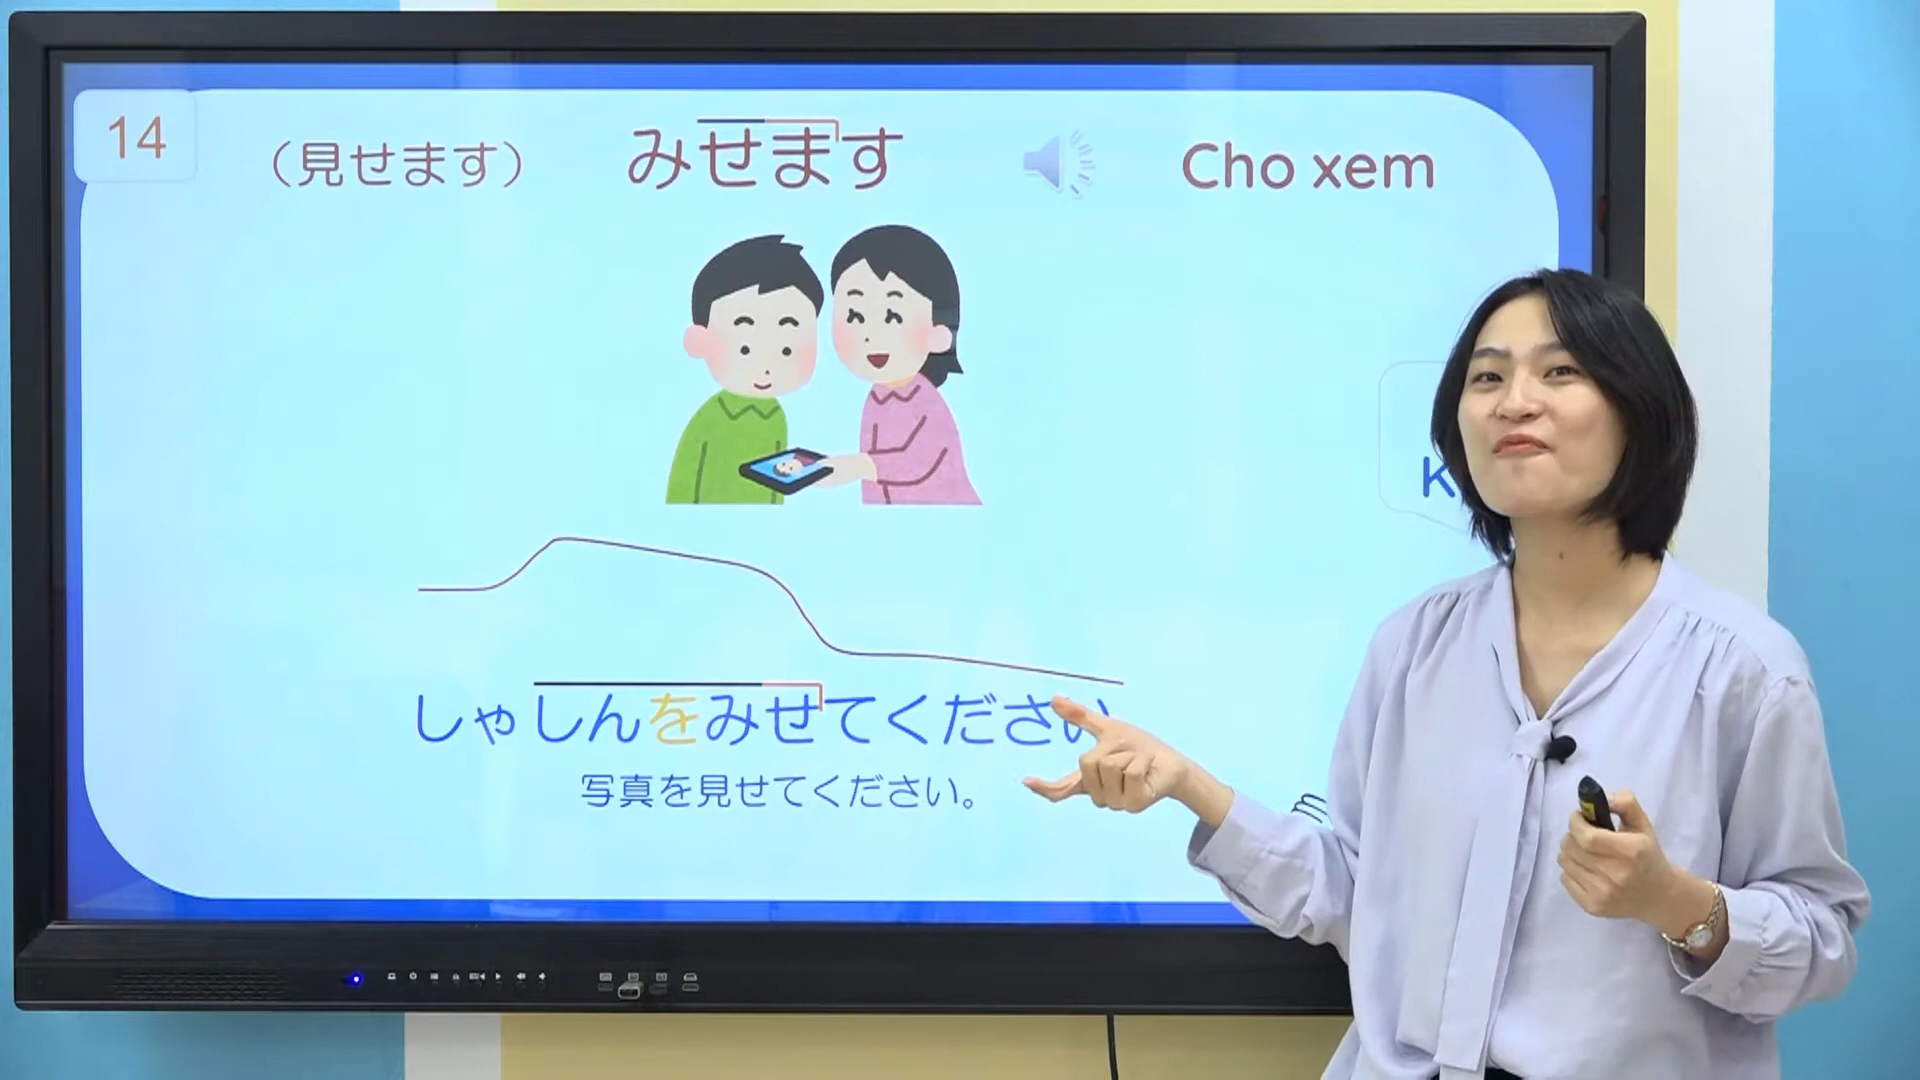 14
（見せます） みせます Cho xem
K
しゃしんをみせてください
写真を見せてください。